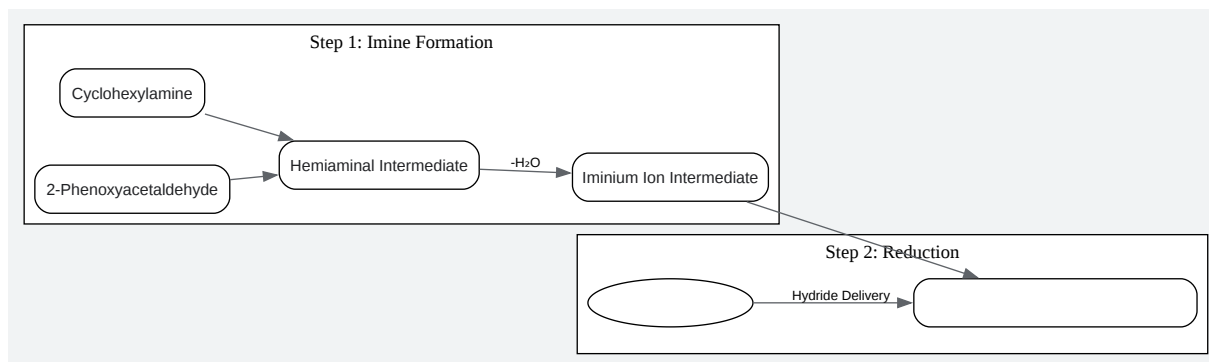 Step 1: Imine Formation
Cyclohexylamine
2-Phenoxyacetaldehyde
Hemiaminal Intermediate
-H₂O
Iminium Ion Intermediate
Step 2: Reduction
Hydride Delivery